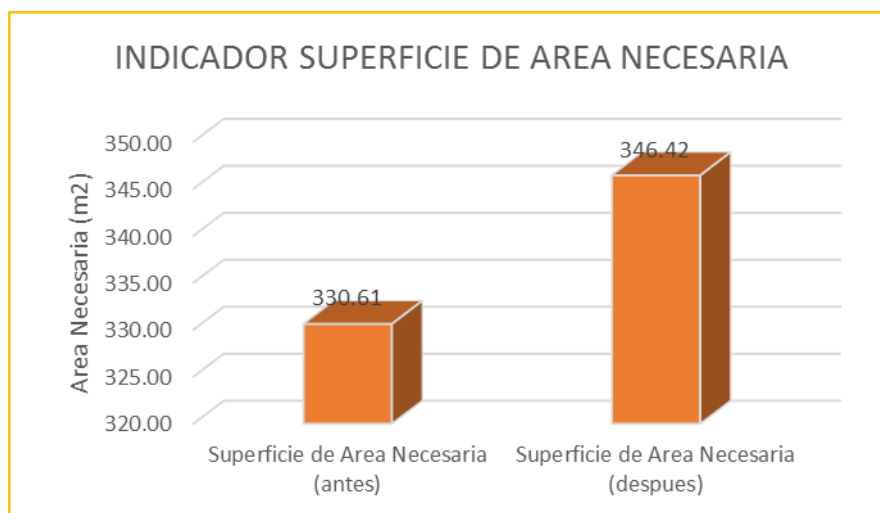 INDICADOR SUPERFICIE DE AREA NECESARIA
Area Necesaria (m2)
350.00
345.00
340.00
335.00
330.00
325.00
320.00
330.61
346.42
Superficie de Area Necesaria
(antes)
Superficie de Area Necesaria
(despues)